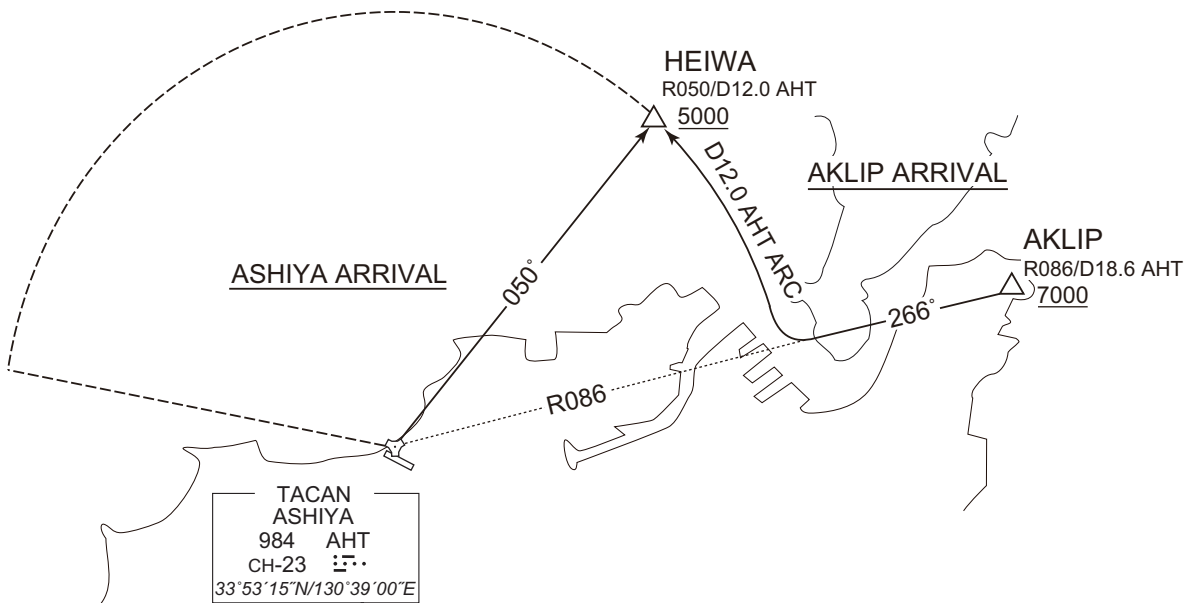 HEIWA
R050/D12.0 AHT
5000
D12.0 AHT ARC
AKLIP ARRIVAL
AKLIP
R086/D18.6 AHT
7000
266°
ASHIYA ARRIVAL
050°
R086
TACAN
ASHIYA
984 AHT
CH-23
33°53´15˝N/130°39´00˝E